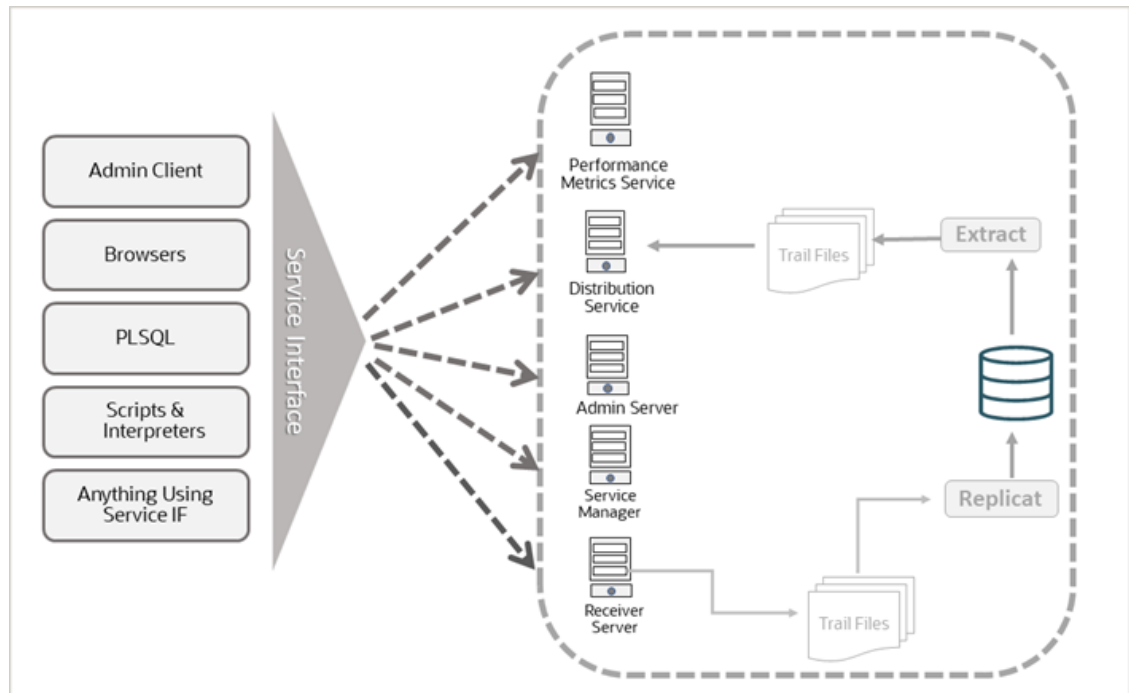 Admin Client
Browsers
PLSQL
Scripts &
Interpreters
Anything Using
Service IF
Service Interface
Performance
Metrics Service
Distribution
Service
Admin Server
Service
Manager
Receiver
Server
Trail Files
Extract
Replicat
Trail Files